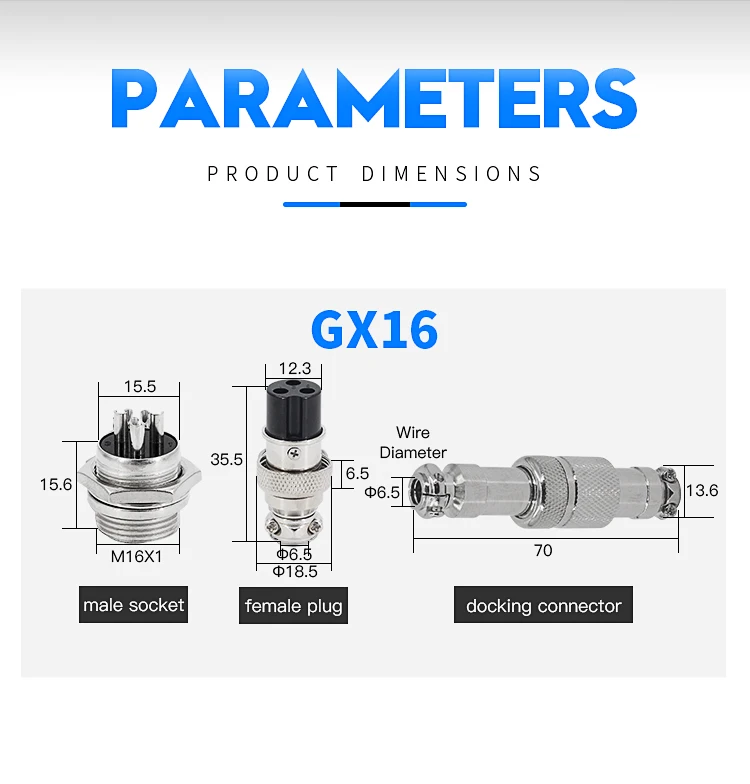 PARAMETERS
PRODUCT DIMENSIONS
GX16
12.3
15.5
Wire
Diameter
35.5
6.5
15.6
Φ6.5
13.6
M16X1
Φ6.5
70
Φ18.5
male socket
female plug
docking connector